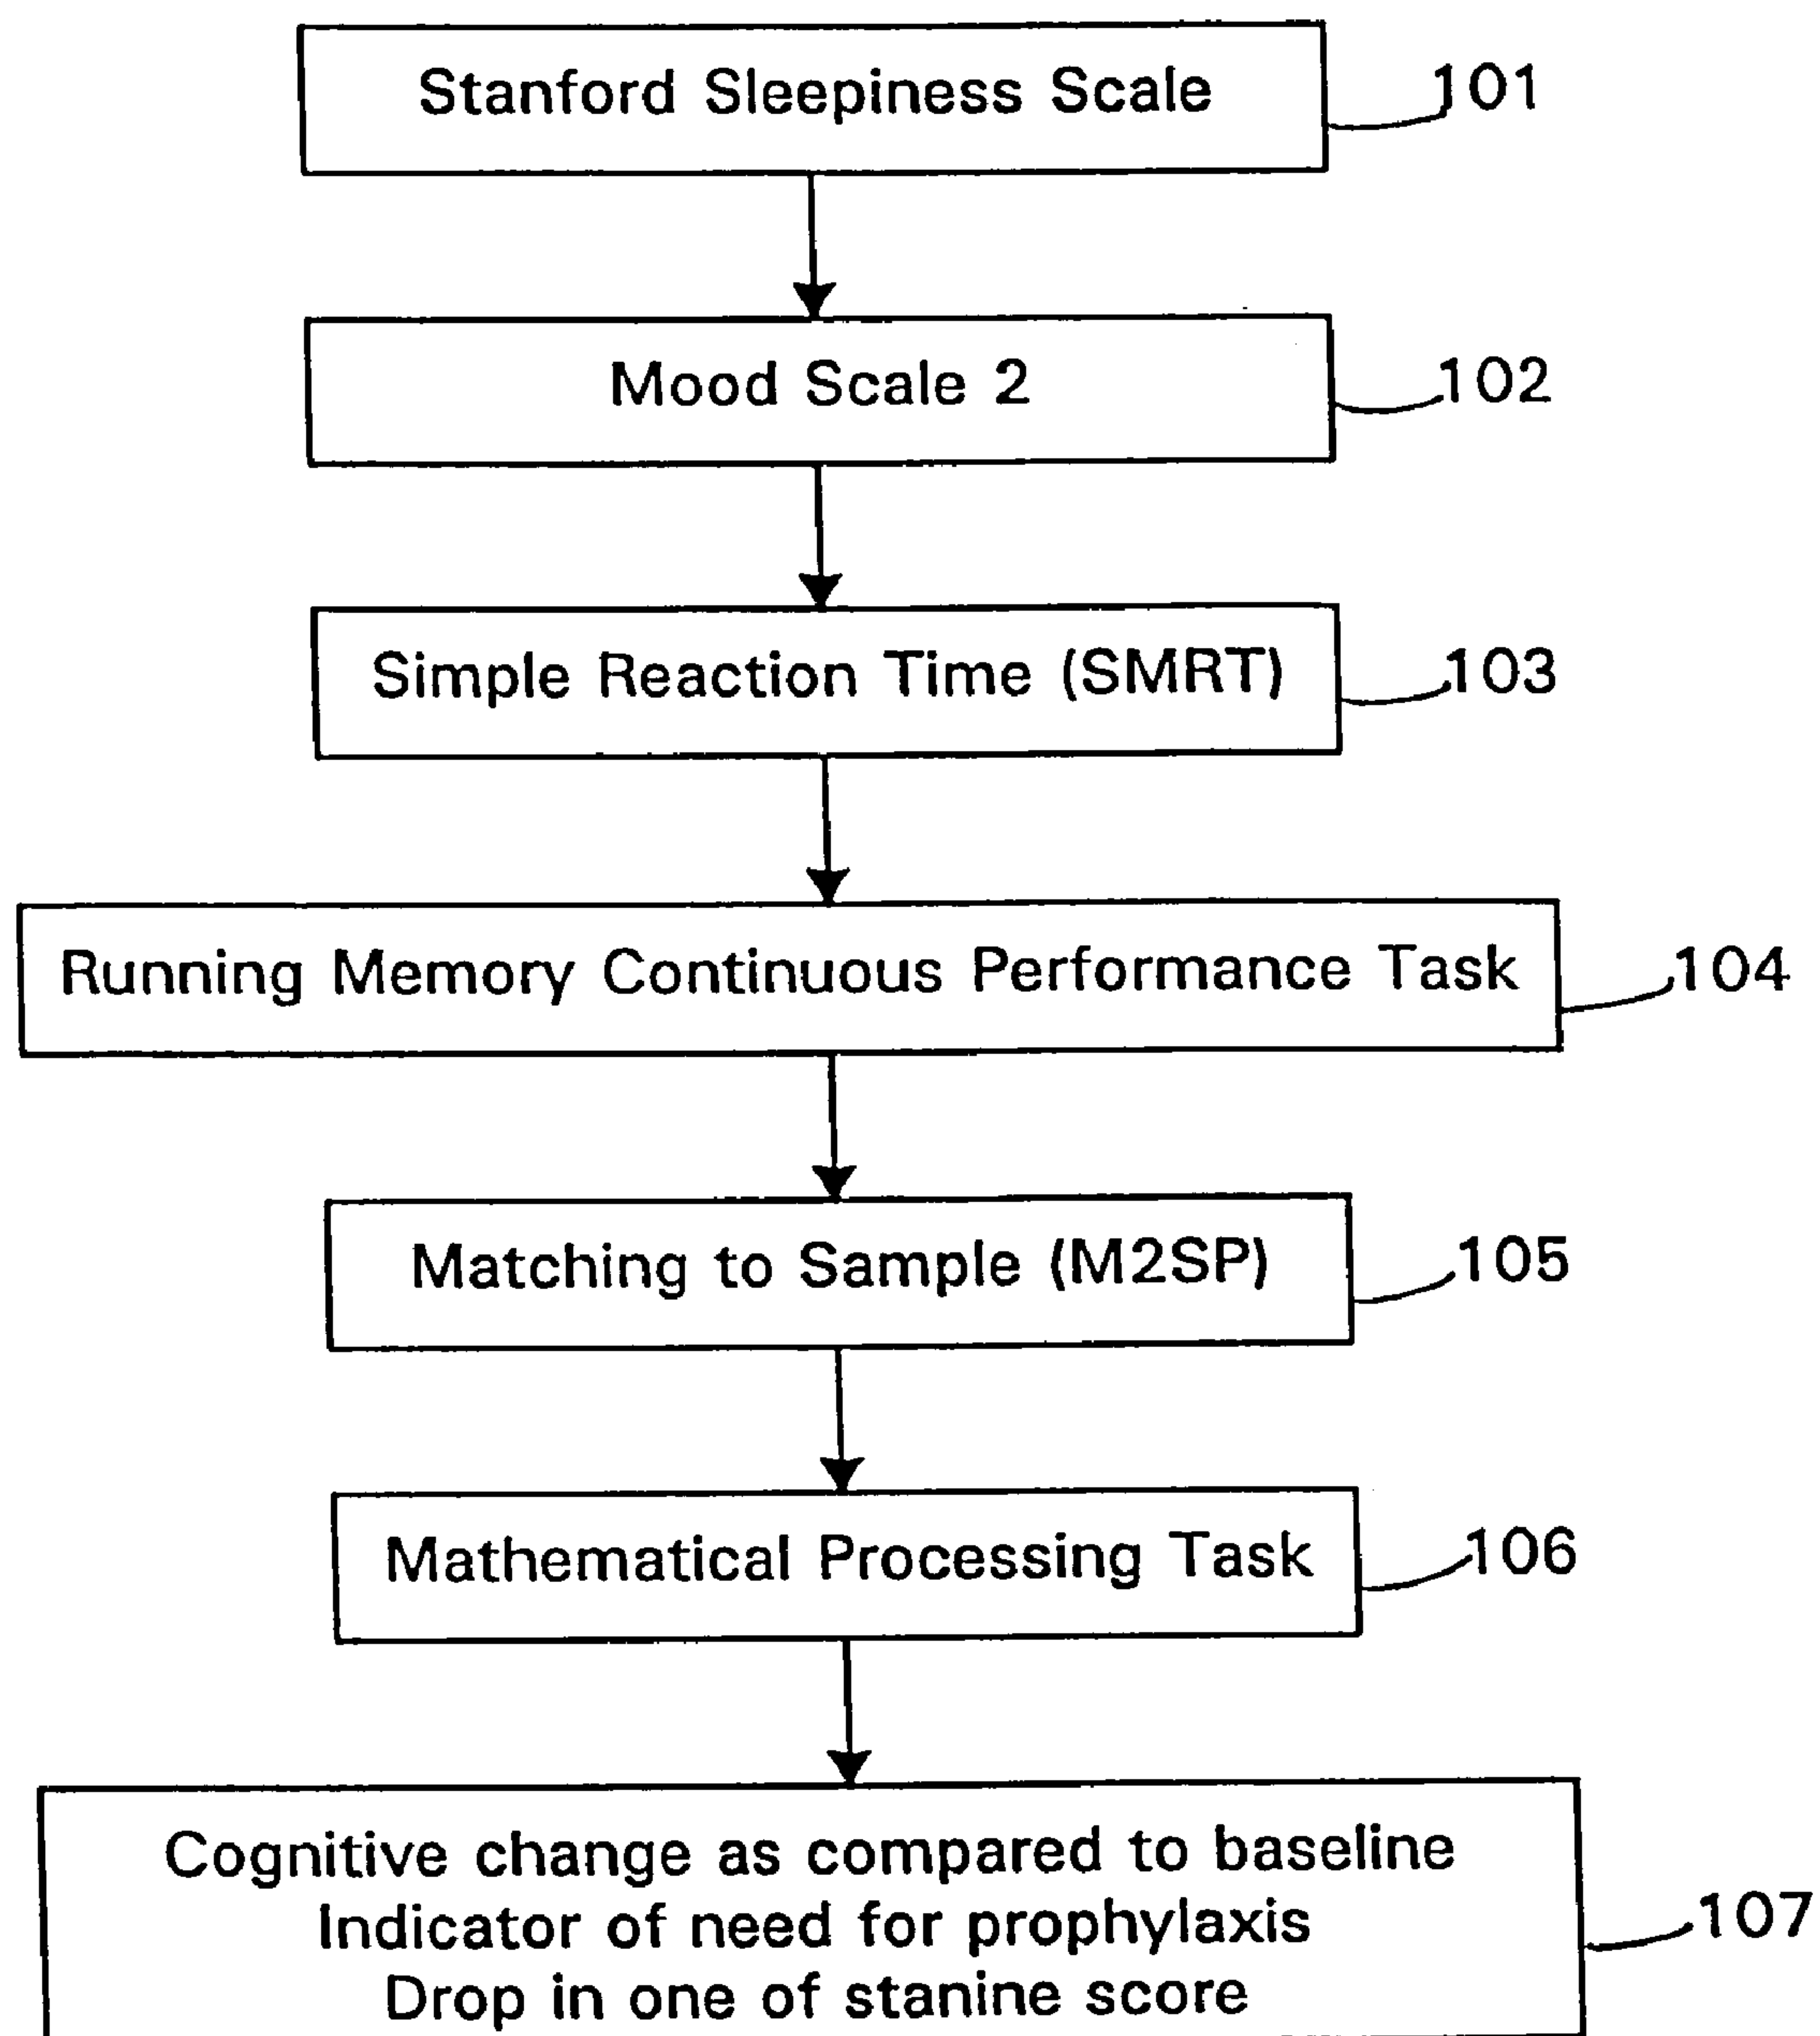 Stanford Sleepiness Scale
101
Mood Scale 2
102
Simple Reaction Time (SMRT)
103
Running Memory Continuous Performance Task
104
Matching to Sample (M2SP)
105
Mathematical Processing Task
106
Cognitive change as compared to baseline
Indicator of need for prophylaxis
Drop in one of stanine score
107